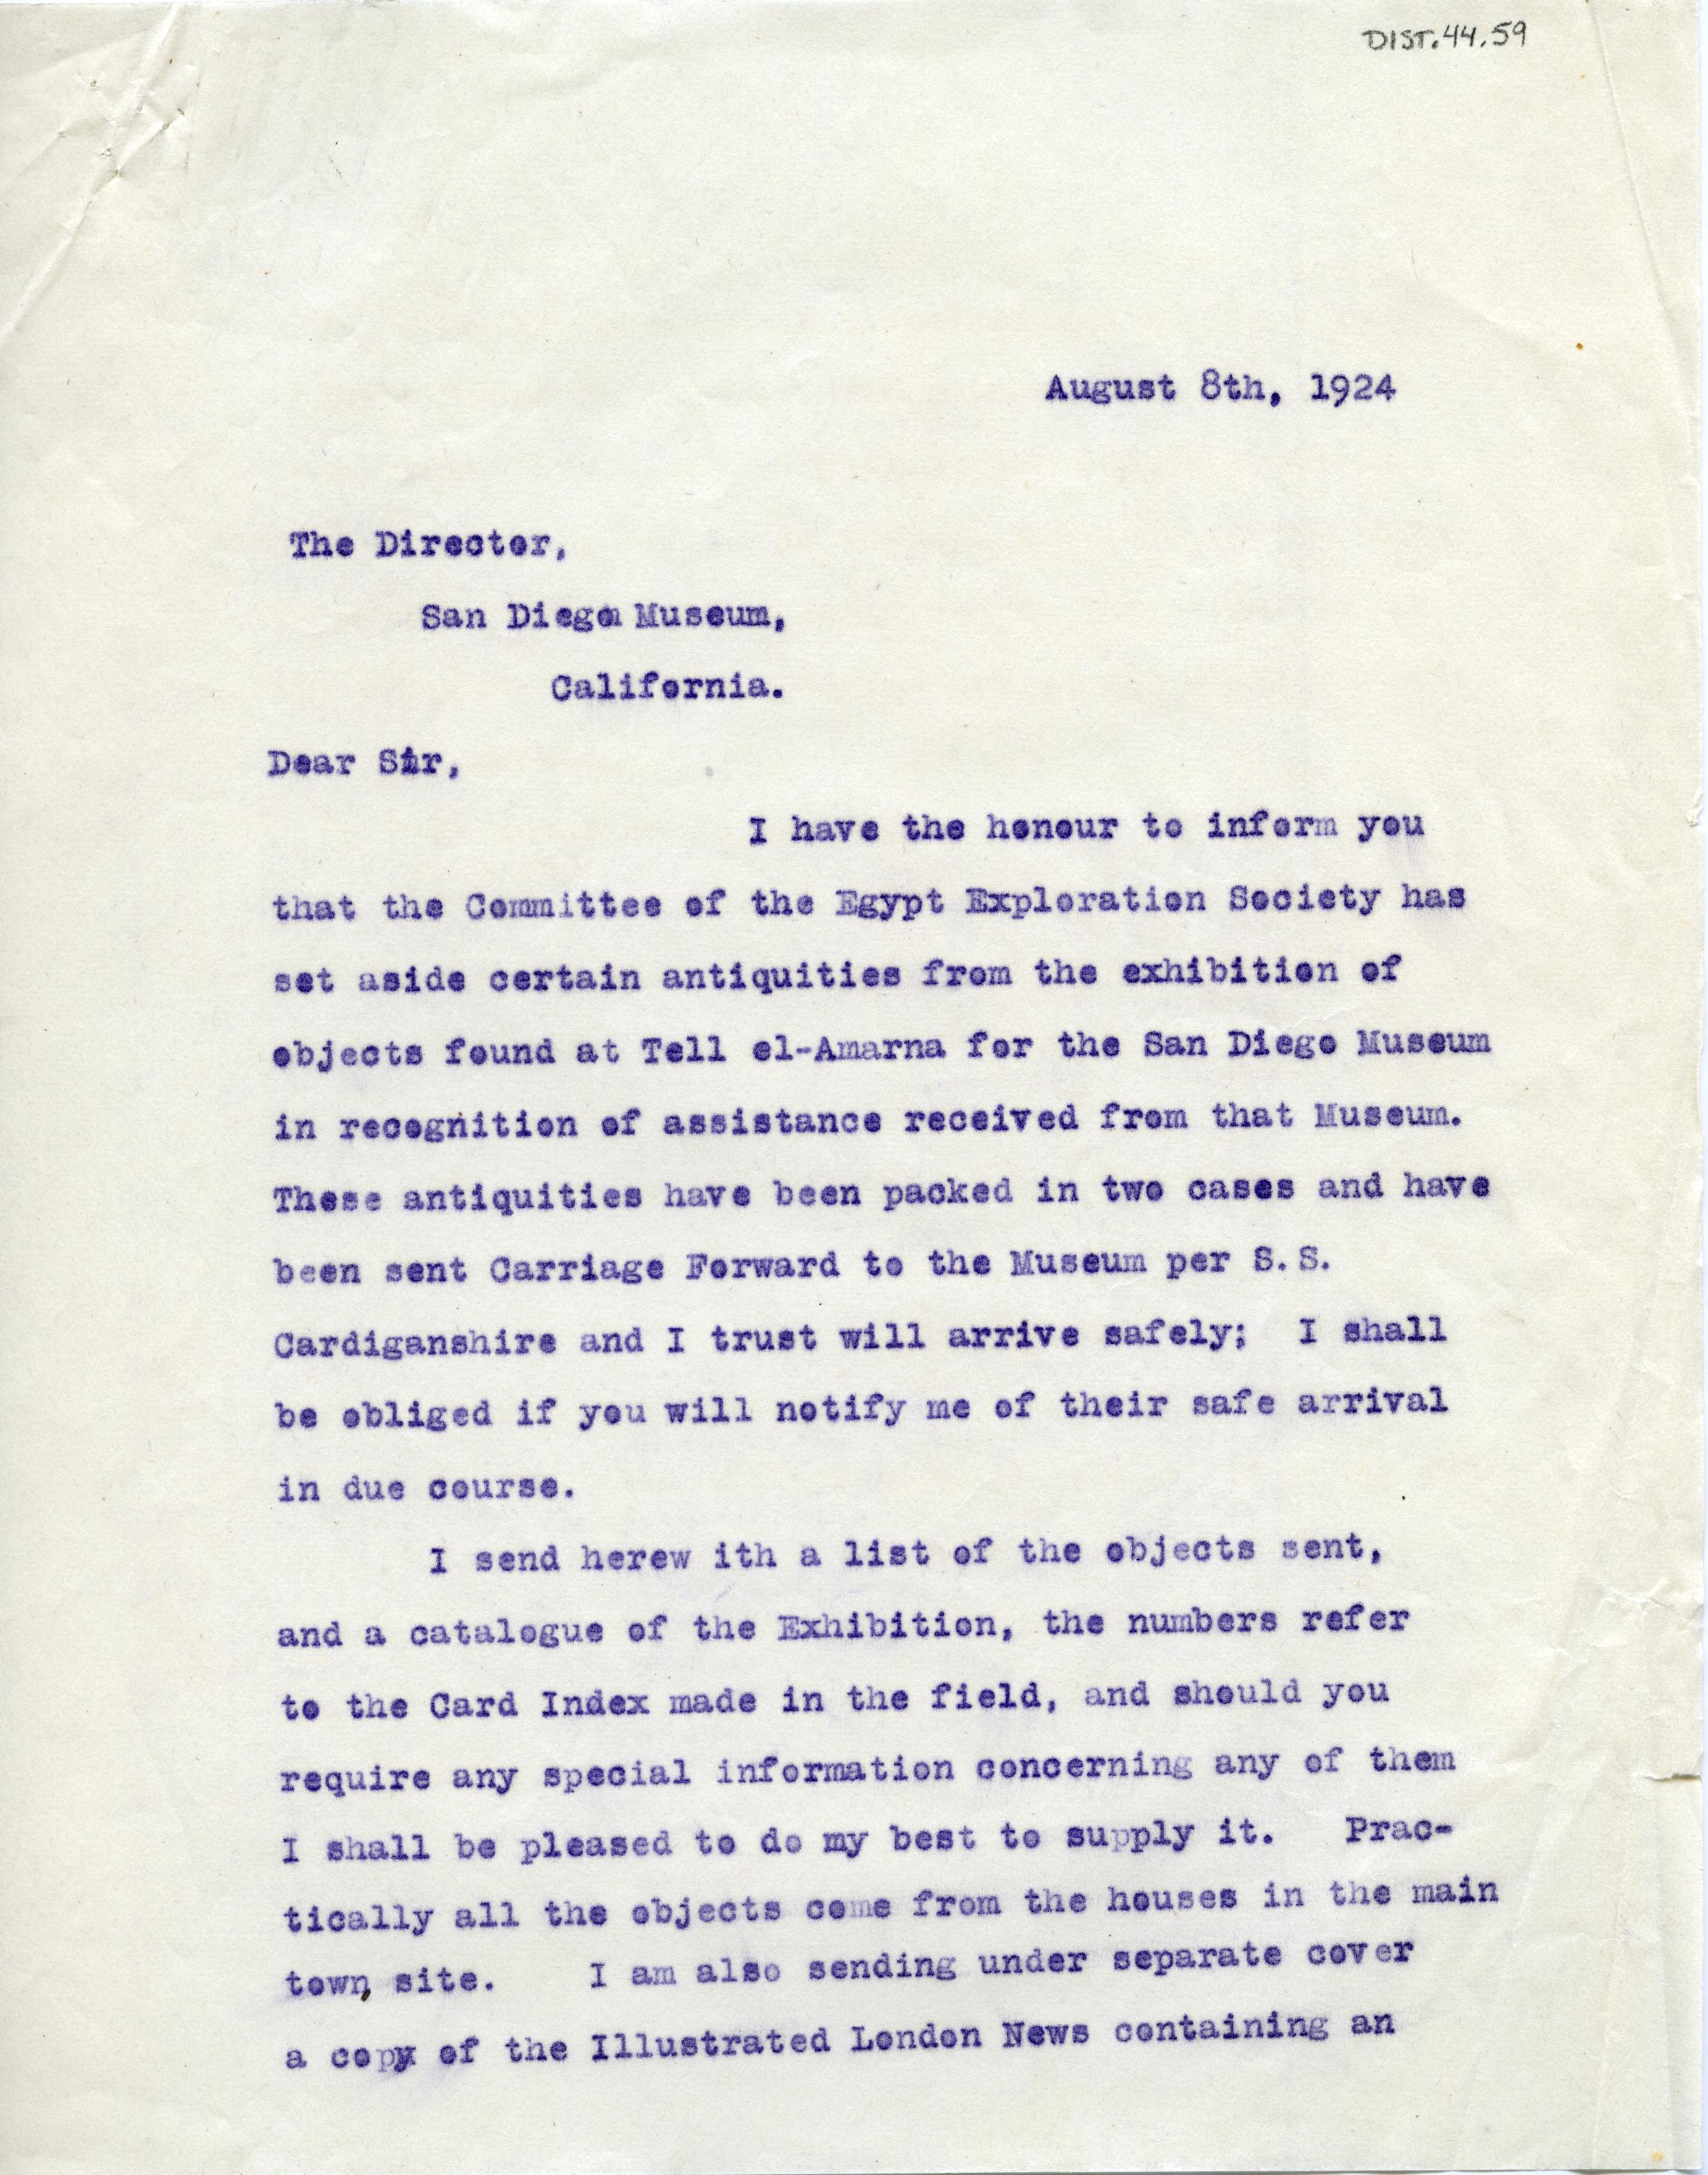 DIST.44.59
August 8th, 1924
The Director,
San Diego Museum,
California.
Dear Sir,
I have the honour to inform you
that the Committee of the Egypt Exploration Society has
set aside certain antiquities from the exhibition of
objects found at Tell el-Amarna for the San Diego Museum
in recognition of assistance received from that Museum.
These antiquities have been packed in two cases and have
been sent Carriage Forward to the Museum per S.S.
Cardiganshire and I trust will arrive safely; I shall
be obliged if you will notify me of their safe arrival
in due course.
I send herew ith a list of the objects sent,
and a catalogue of the Exhibition, the numbers refer
to the Card Index made in the field, and should you
require any special information concerning any of them
I shall be pleased to do my best to supply it. Prac-
tically all the objects come from the houses in the main
town, site. I am also sending under separate cover
a copy of the Illustrated London News containing an